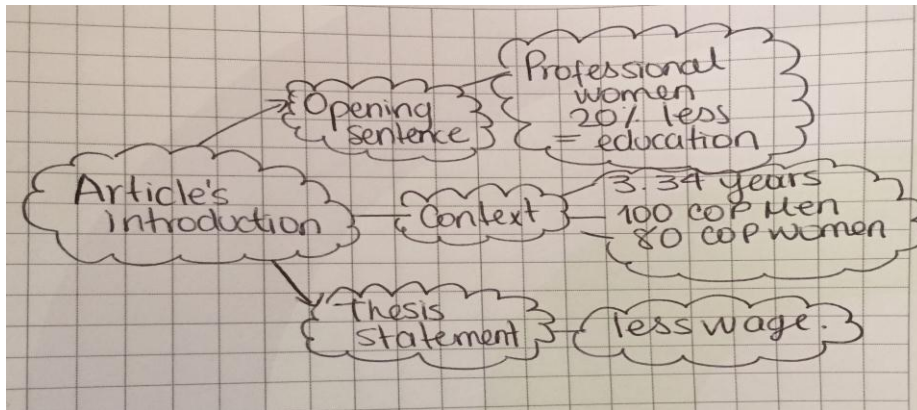 Article's
introduction
Opening
sentence
Professional
women
20% less
= education
Context
3.34 years
100 COP Men
80 COP women
Thesis
statement
less wage.